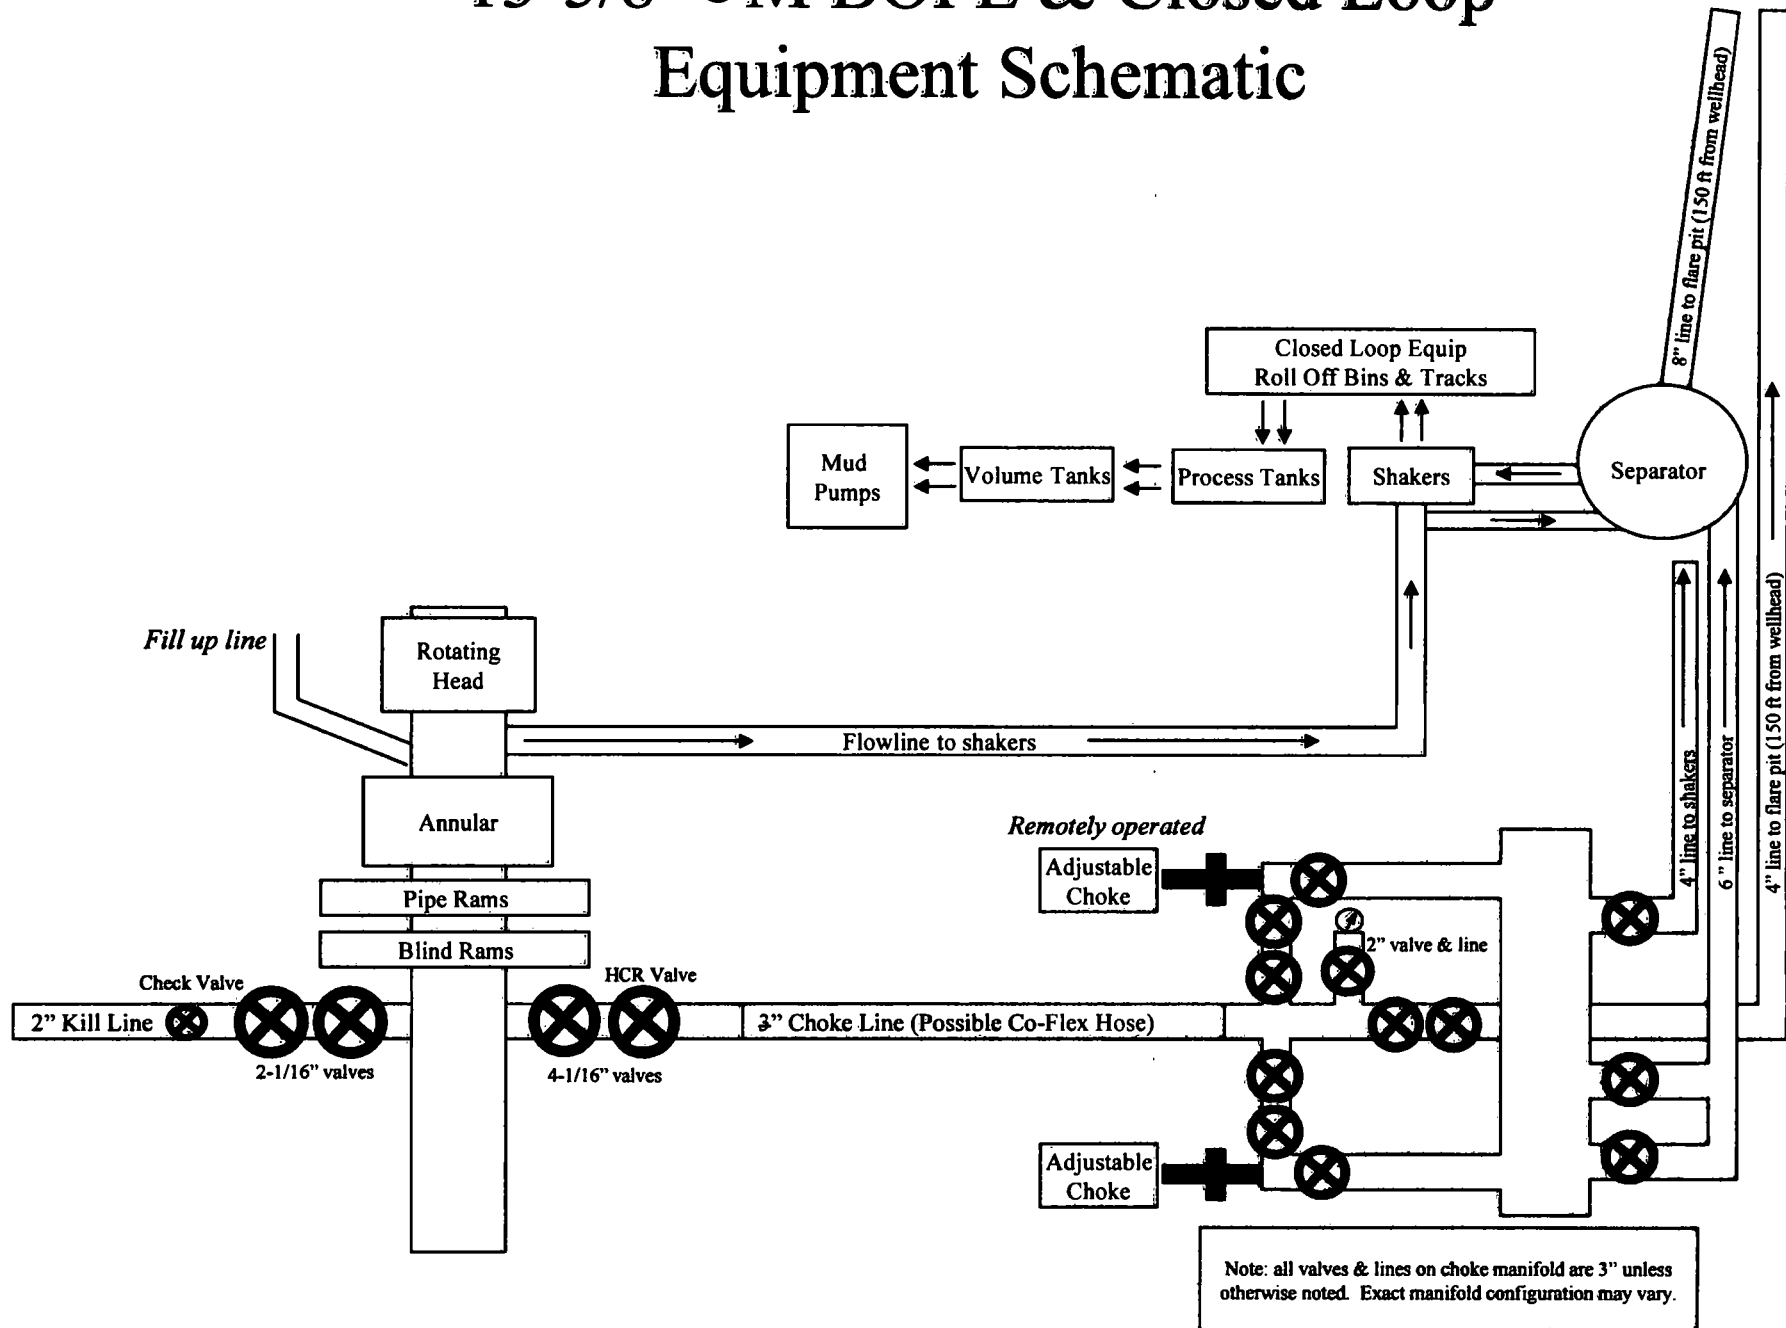 & Closed Loop
Equipment Schematic
8" line to flare pit (150 ft from wellhead)
Closed Loop Equip
Roll Off Bins & Tracks
Mud
Pumps
Volume Tanks
Process Tanks
Shakers
Separator
Fill up line
Rotating
Head
Flowline to shakers
Annular
Pipe Rams
Blind Rams
Check Valve
HCR Valve
2" Kill Line
3" Choke Line (Possible Co-Flex Hose)
2-1/16" valves
4-1/16" valves
Remotely operated
Adjustable
Choke
2" valve & line
Adjustable
Choke
4" line to shakers
6" line to separator
4" line to flare pit (150 ft from wellhead)
Note: all valves & lines on choke manifold are 3" unless
otherwise noted. Exact manifold configuration may vary.